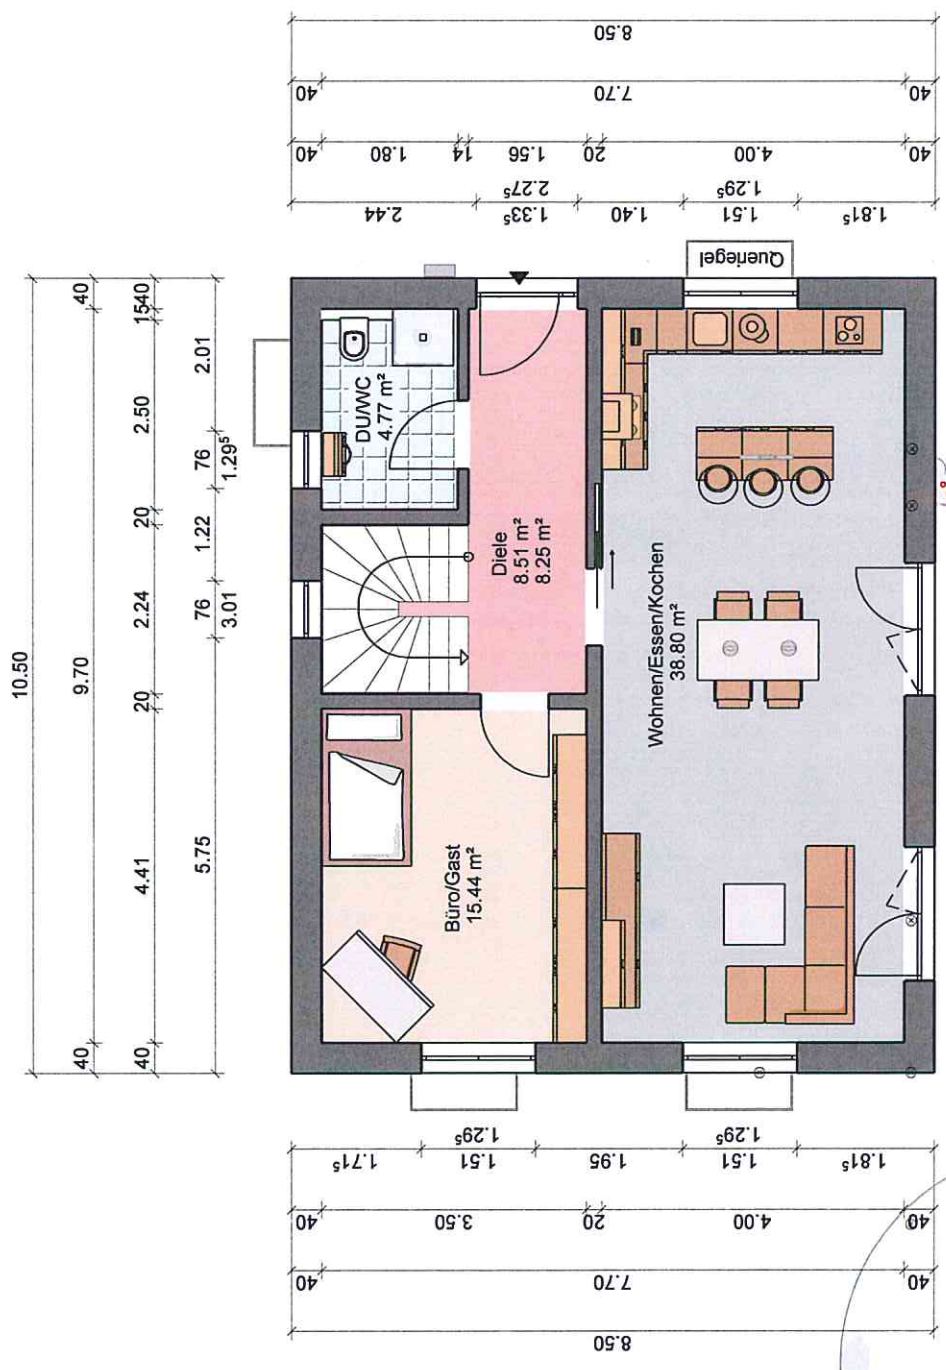 8.50
40 7.70 40
40 1.80 14 1.56 20 4.00 40
2.27⁵ 1.29⁵
2.44 1.33⁵ 1.40 1.51 1.81⁵
10.50
40 9.70 40
40 4.41 20 2.24 20 2.50 15 40
5.75 76 1.22 76 2.01
3.01 1.29⁵
Queriegel
DU/WC
4.77 m²
Diele
8.51 m²
8.25 m²
Wohnen/Essen/Kochen
38.80 m²
Büro/Gast
15.44 m²
1.29⁵ 1.29⁵
1.71⁵ 1.51 1.95 1.51 1.81⁵
40 3.50 20 4.00 40
40 7.70 40
8.50